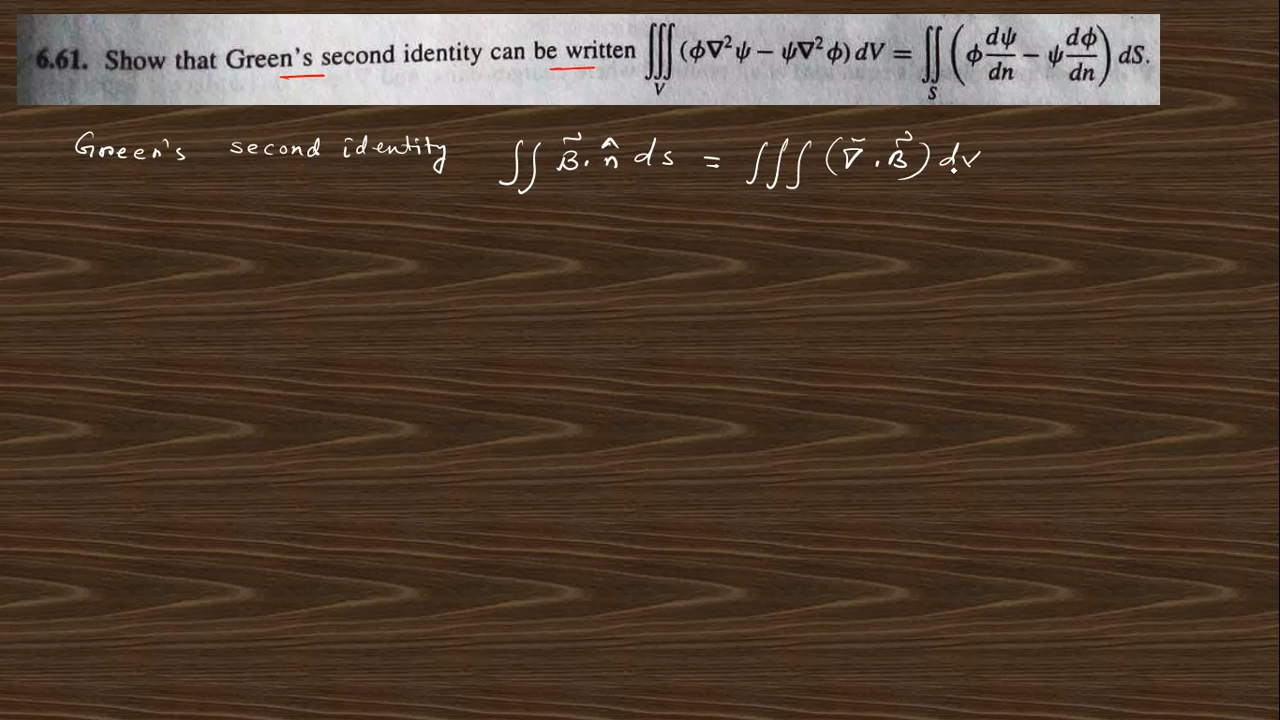 6.61. Show that Green's second identity can be written ∭_V (ϕ∇²ψ − ψ∇²ϕ) dV = ∬_S (ϕ dψ/dn − ψ dϕ/dn) dS.
Green's second identity ∬ B⃗ . n̂ ds = ∭ (∇⃗ . B⃗) dv